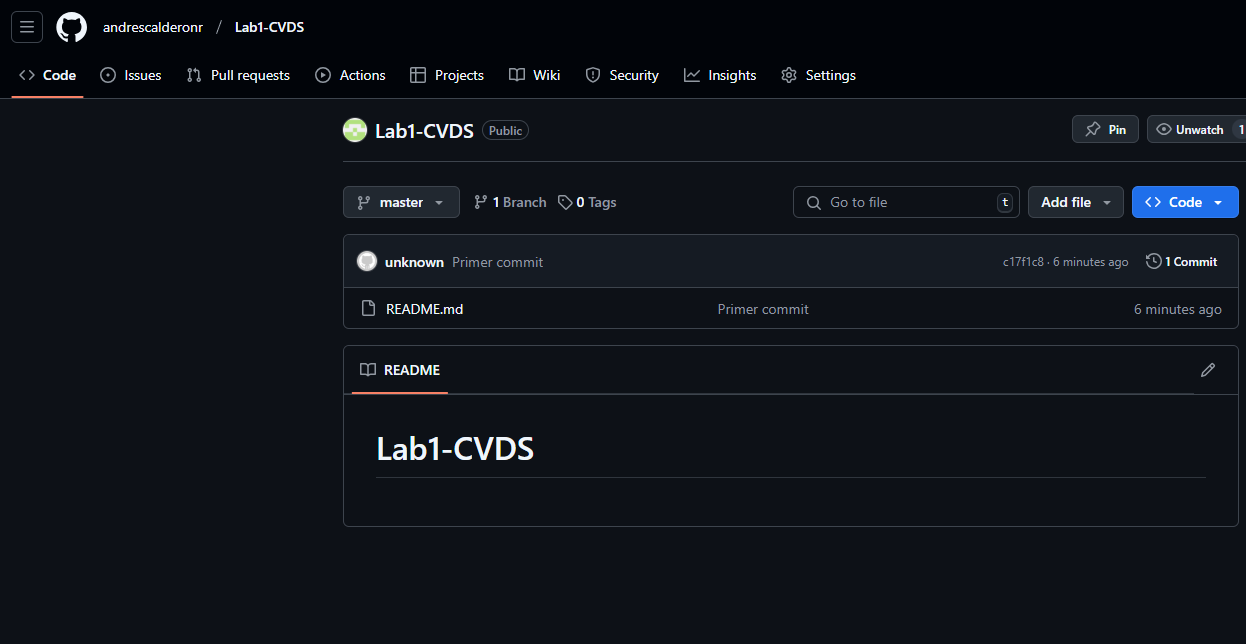 andrescalderonr / Lab1-CVDS
Code Issues Pull requests Actions Projects Wiki Security Insights Settings
Lab1-CVDS Public Pin Unwatch 1
master 1 Branch 0 Tags Go to file t Add file Code
unknown Primer commit c17f1c8 · 6 minutes ago 1 Commit
README.md Primer commit 6 minutes ago
README
Lab1-CVDS